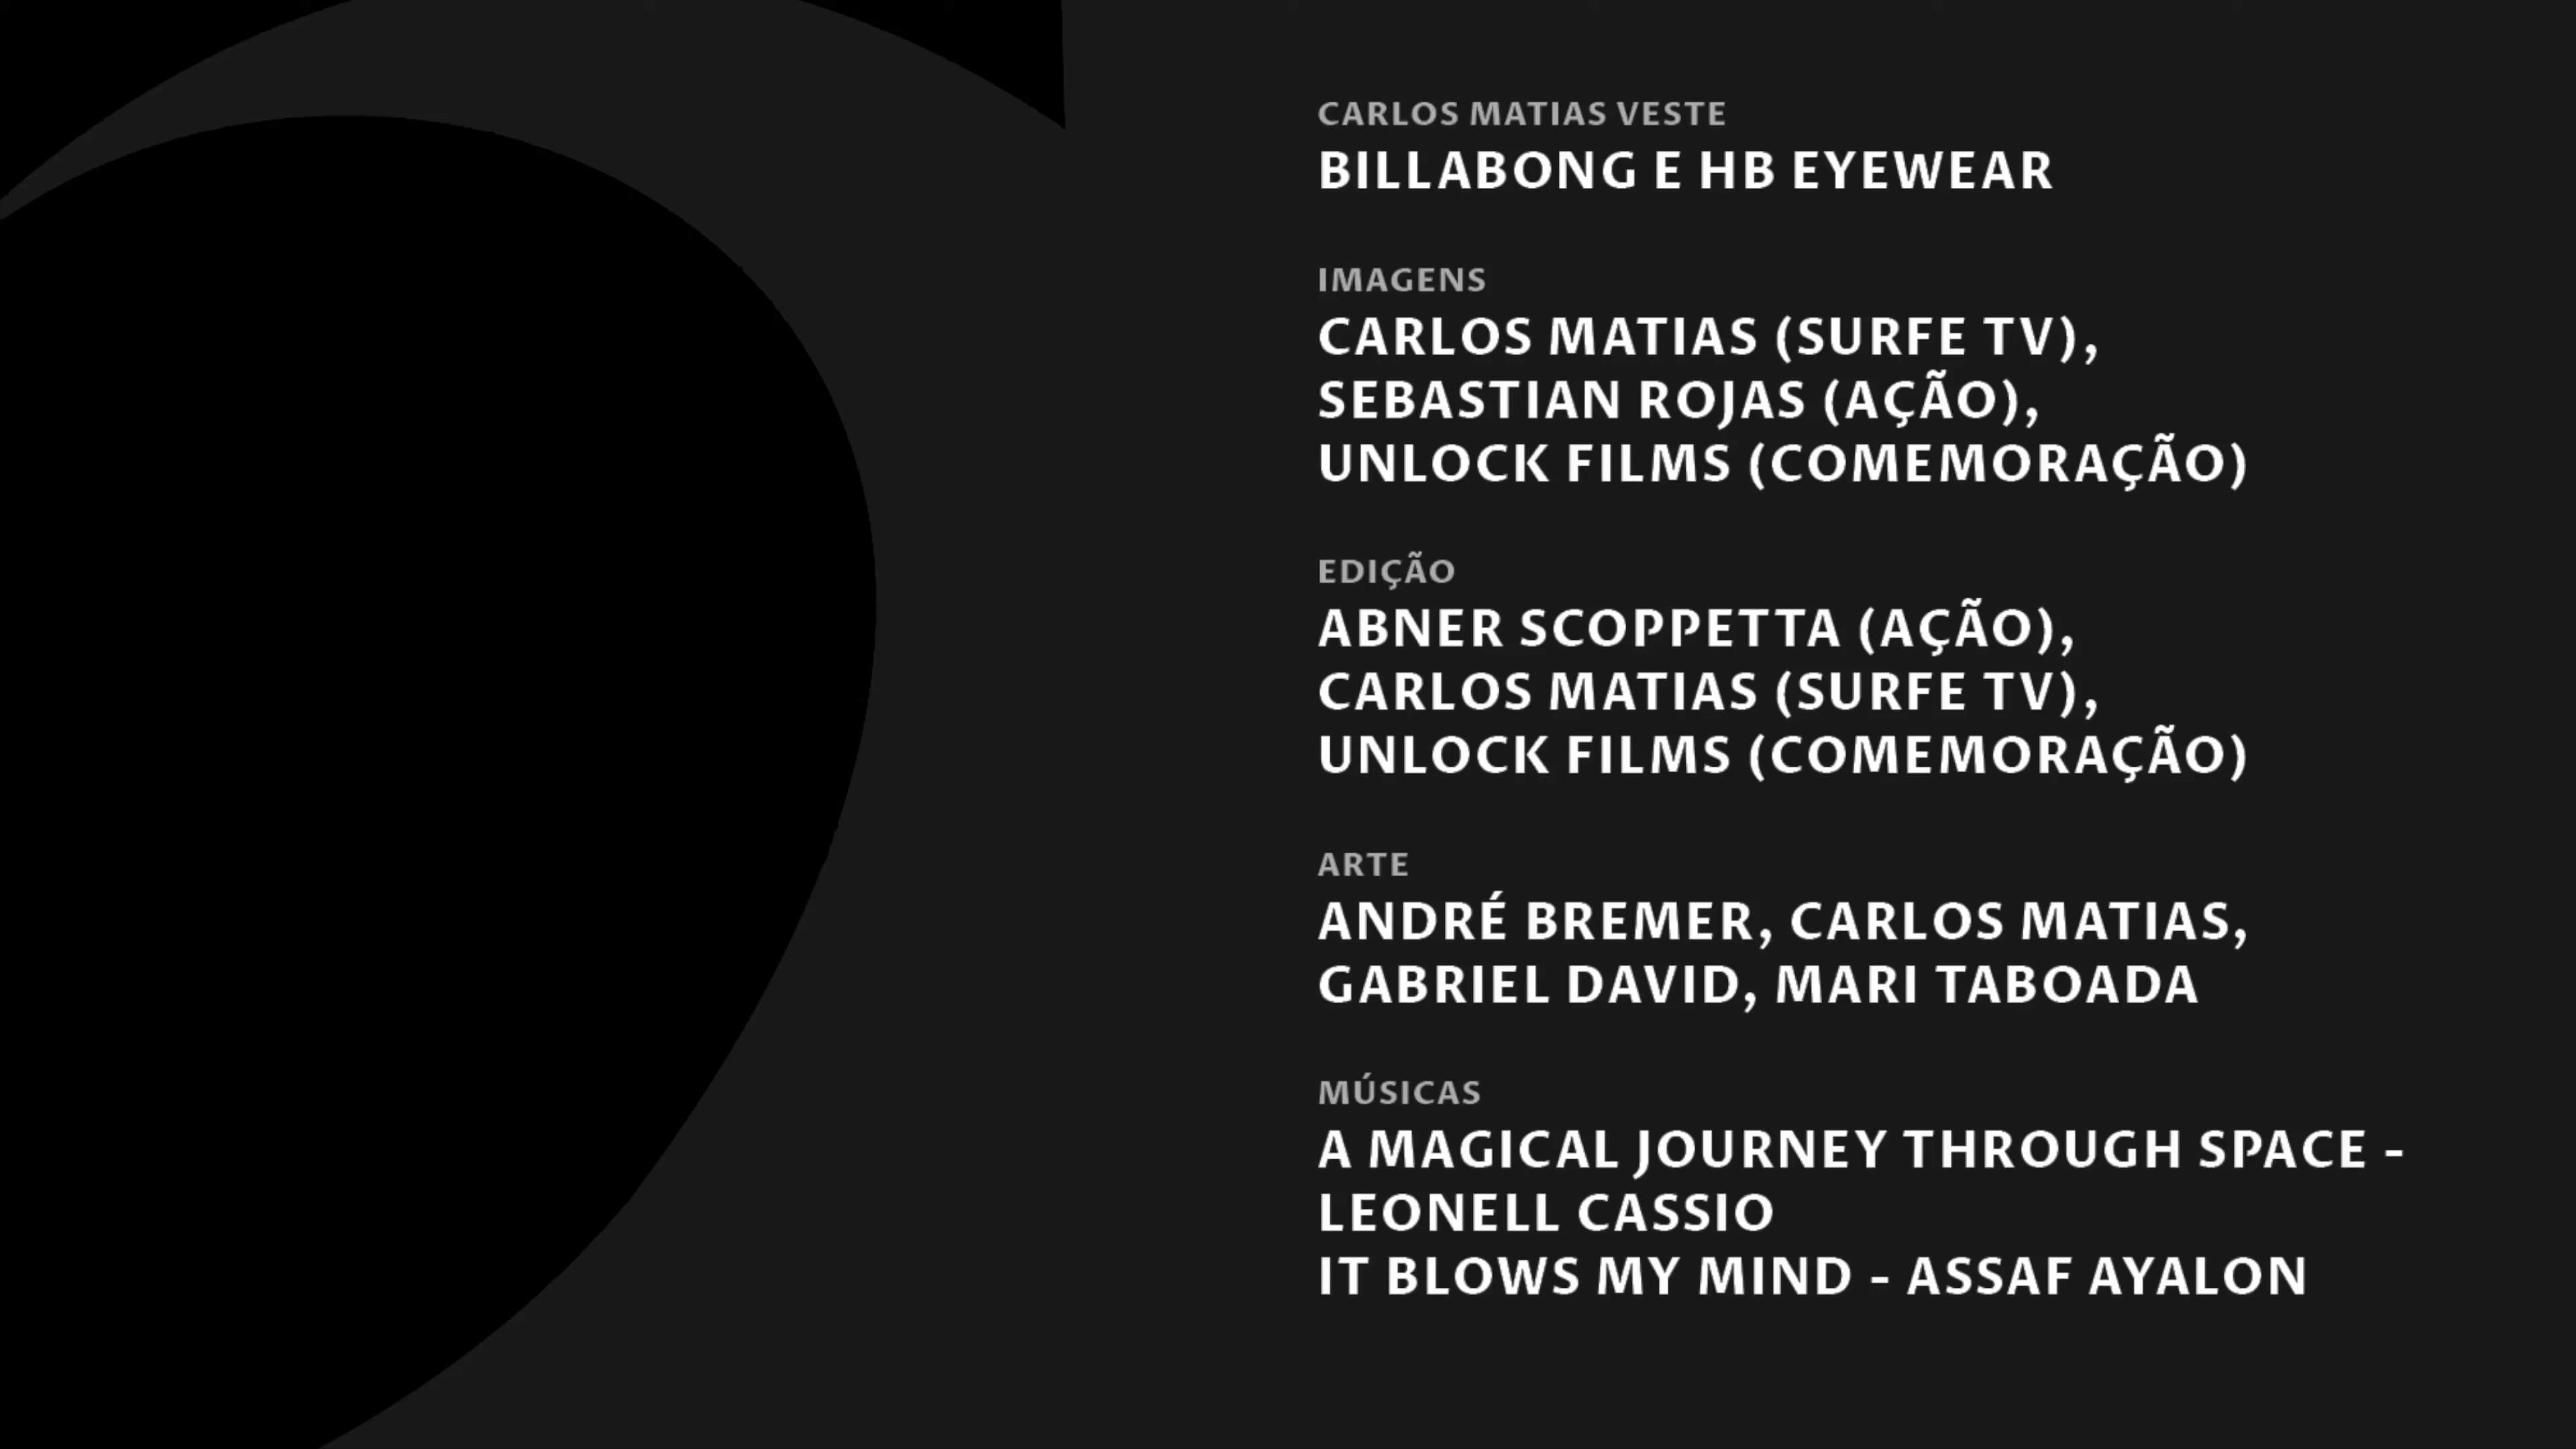 CARLOS MATIAS VESTE
BILLABONG E HB EYEWEAR
IMAGENS
CARLOS MATIAS (SURFE TV),
SEBASTIAN ROJAS (AÇÃO),
UNLOCK FILMS (COMEMORAÇÃO)
EDIÇÃO
ABNER SCOPPETTA (AÇÃO),
CARLOS MATIAS (SURFE TV),
UNLOCK FILMS (COMEMORAÇÃO)
ARTE
ANDRÉ BREMER, CARLOS MATIAS,
GABRIEL DAVID, MARI TABOADA
MÚSICAS
A MAGICAL JOURNEY THROUGH SPACE -
LEONELL CASSIO
IT BLOWS MY MIND - ASSAF AYALON